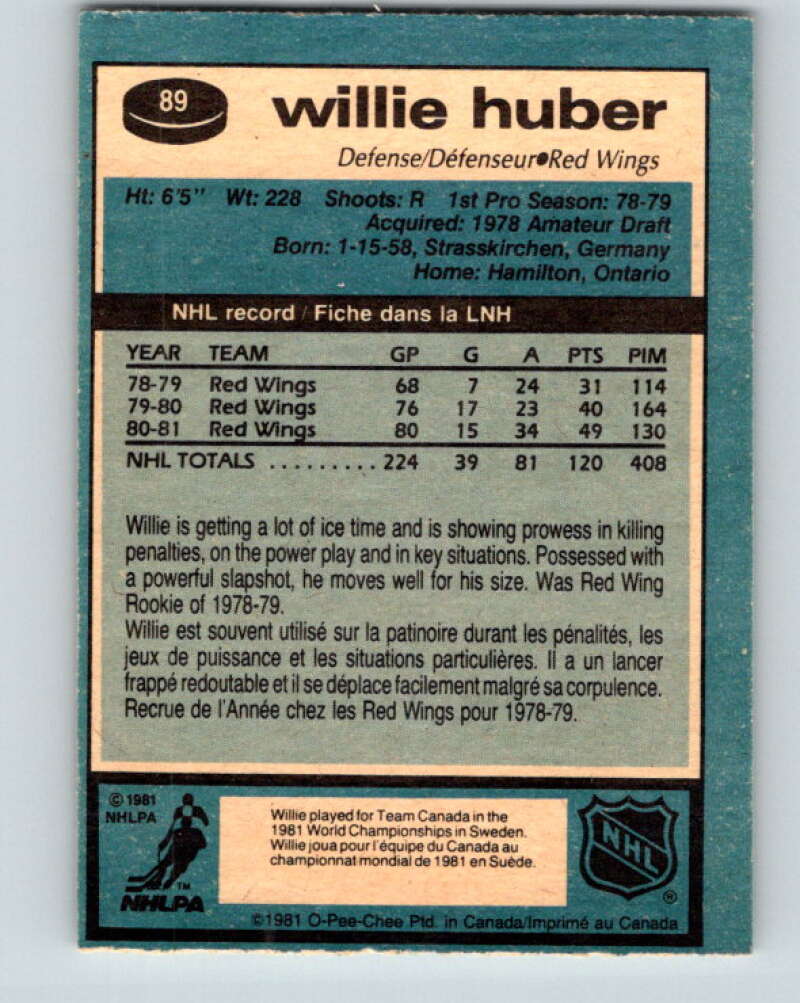 89
willie huber
Defense/Défenseur●Red Wings
Ht: 6'5" Wt: 228 Shoots: R 1st Pro Season: 78-79
Acquired: 1978 Amateur Draft
Born: 1-15-58, Strasskirchen, Germany
Home: Hamilton, Ontario
NHL record / Fiche dans la LNH
YEAR TEAM GP G A PTS PIM
78-79 Red Wings 68 7 24 31 114
79-80 Red Wings 76 17 23 40 164
80-81 Red Wings 80 15 34 49 130
NHL TOTALS ......... 224 39 81 120 408
Willie is getting a lot of ice time and is showing prowess in killing
penalties, on the power play and in key situations. Possessed with
a powerful slapshot, he moves well for his size. Was Red Wing
Rookie of 1978-79.
Willie est souvent utilisé sur la patinoire durant les pénalités, les
jeux de puissance et les situations particulières. Il a un lancer
frappé redoutable et il se déplace facilement malgré sa corpulence.
Recrue de l'Année chez les Red Wings pour 1978-79.
© 1981
NHLPA
TM
NHLPA
Willie played for Team Canada in the
1981 World Championships in Sweden.
Willie joua pour l'équipe du Canada au
championnat mondial de 1981 en Suède.
NHL
®
©1981 O-Pee-Chee Ptd. in Canada/Imprimé au Canada